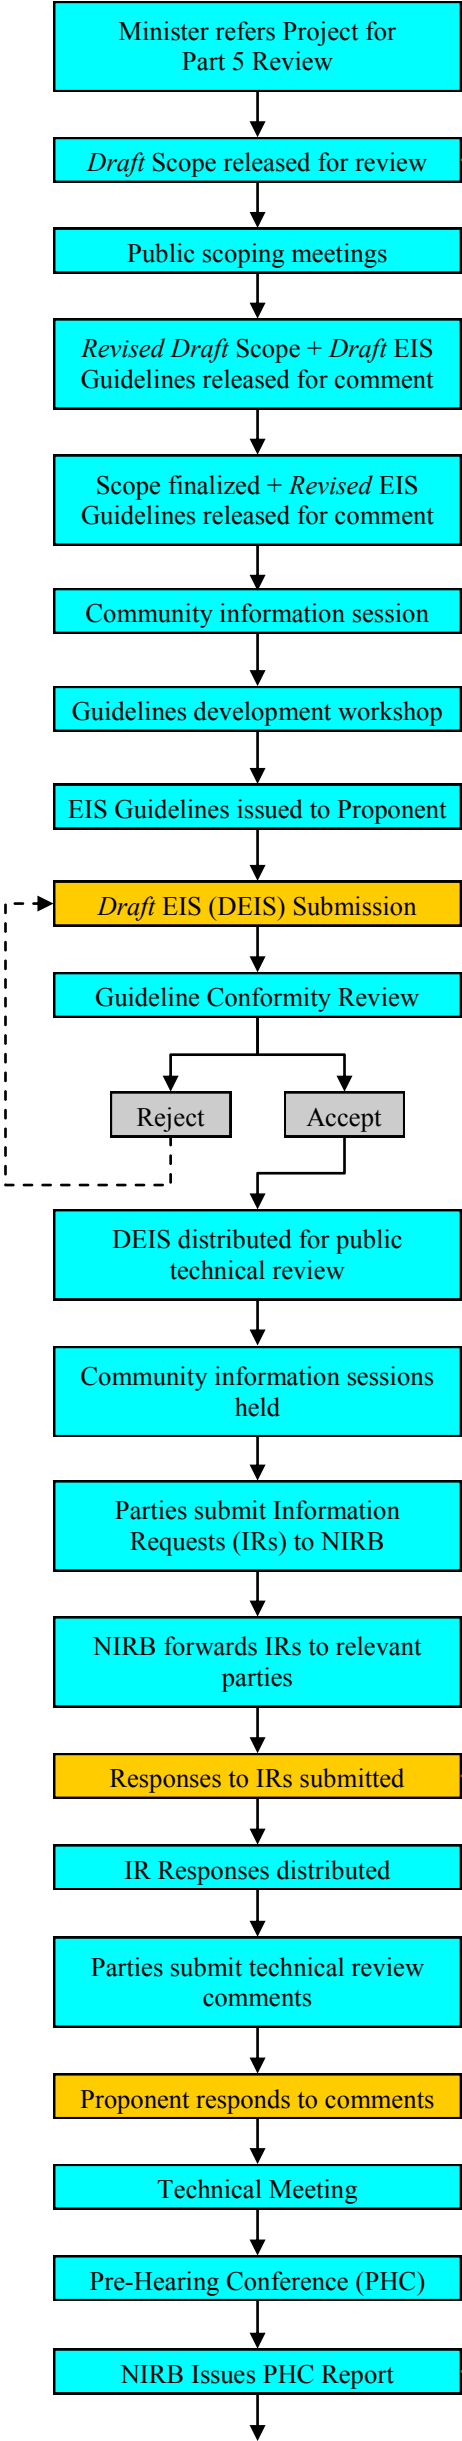 Minister refers Project for
Part 5 Review
Draft Scope released for review
Public scoping meetings
Revised Draft Scope + Draft EIS
Guidelines released for comment
Scope finalized + Revised EIS
Guidelines released for comment
Community information session
Guidelines development workshop
EIS Guidelines issued to Proponent
Draft EIS (DEIS) Submission
Guideline Conformity Review
Reject
Accept
DEIS distributed for public
technical review
Community information sessions
held
Parties submit Information
Requests (IRs) to NIRB
NIRB forwards IRs to relevant
parties
Responses to IRs submitted
IR Responses distributed
Parties submit technical review
comments
Proponent responds to comments
Technical Meeting
Pre-Hearing Conference (PHC)
NIRB Issues PHC Report